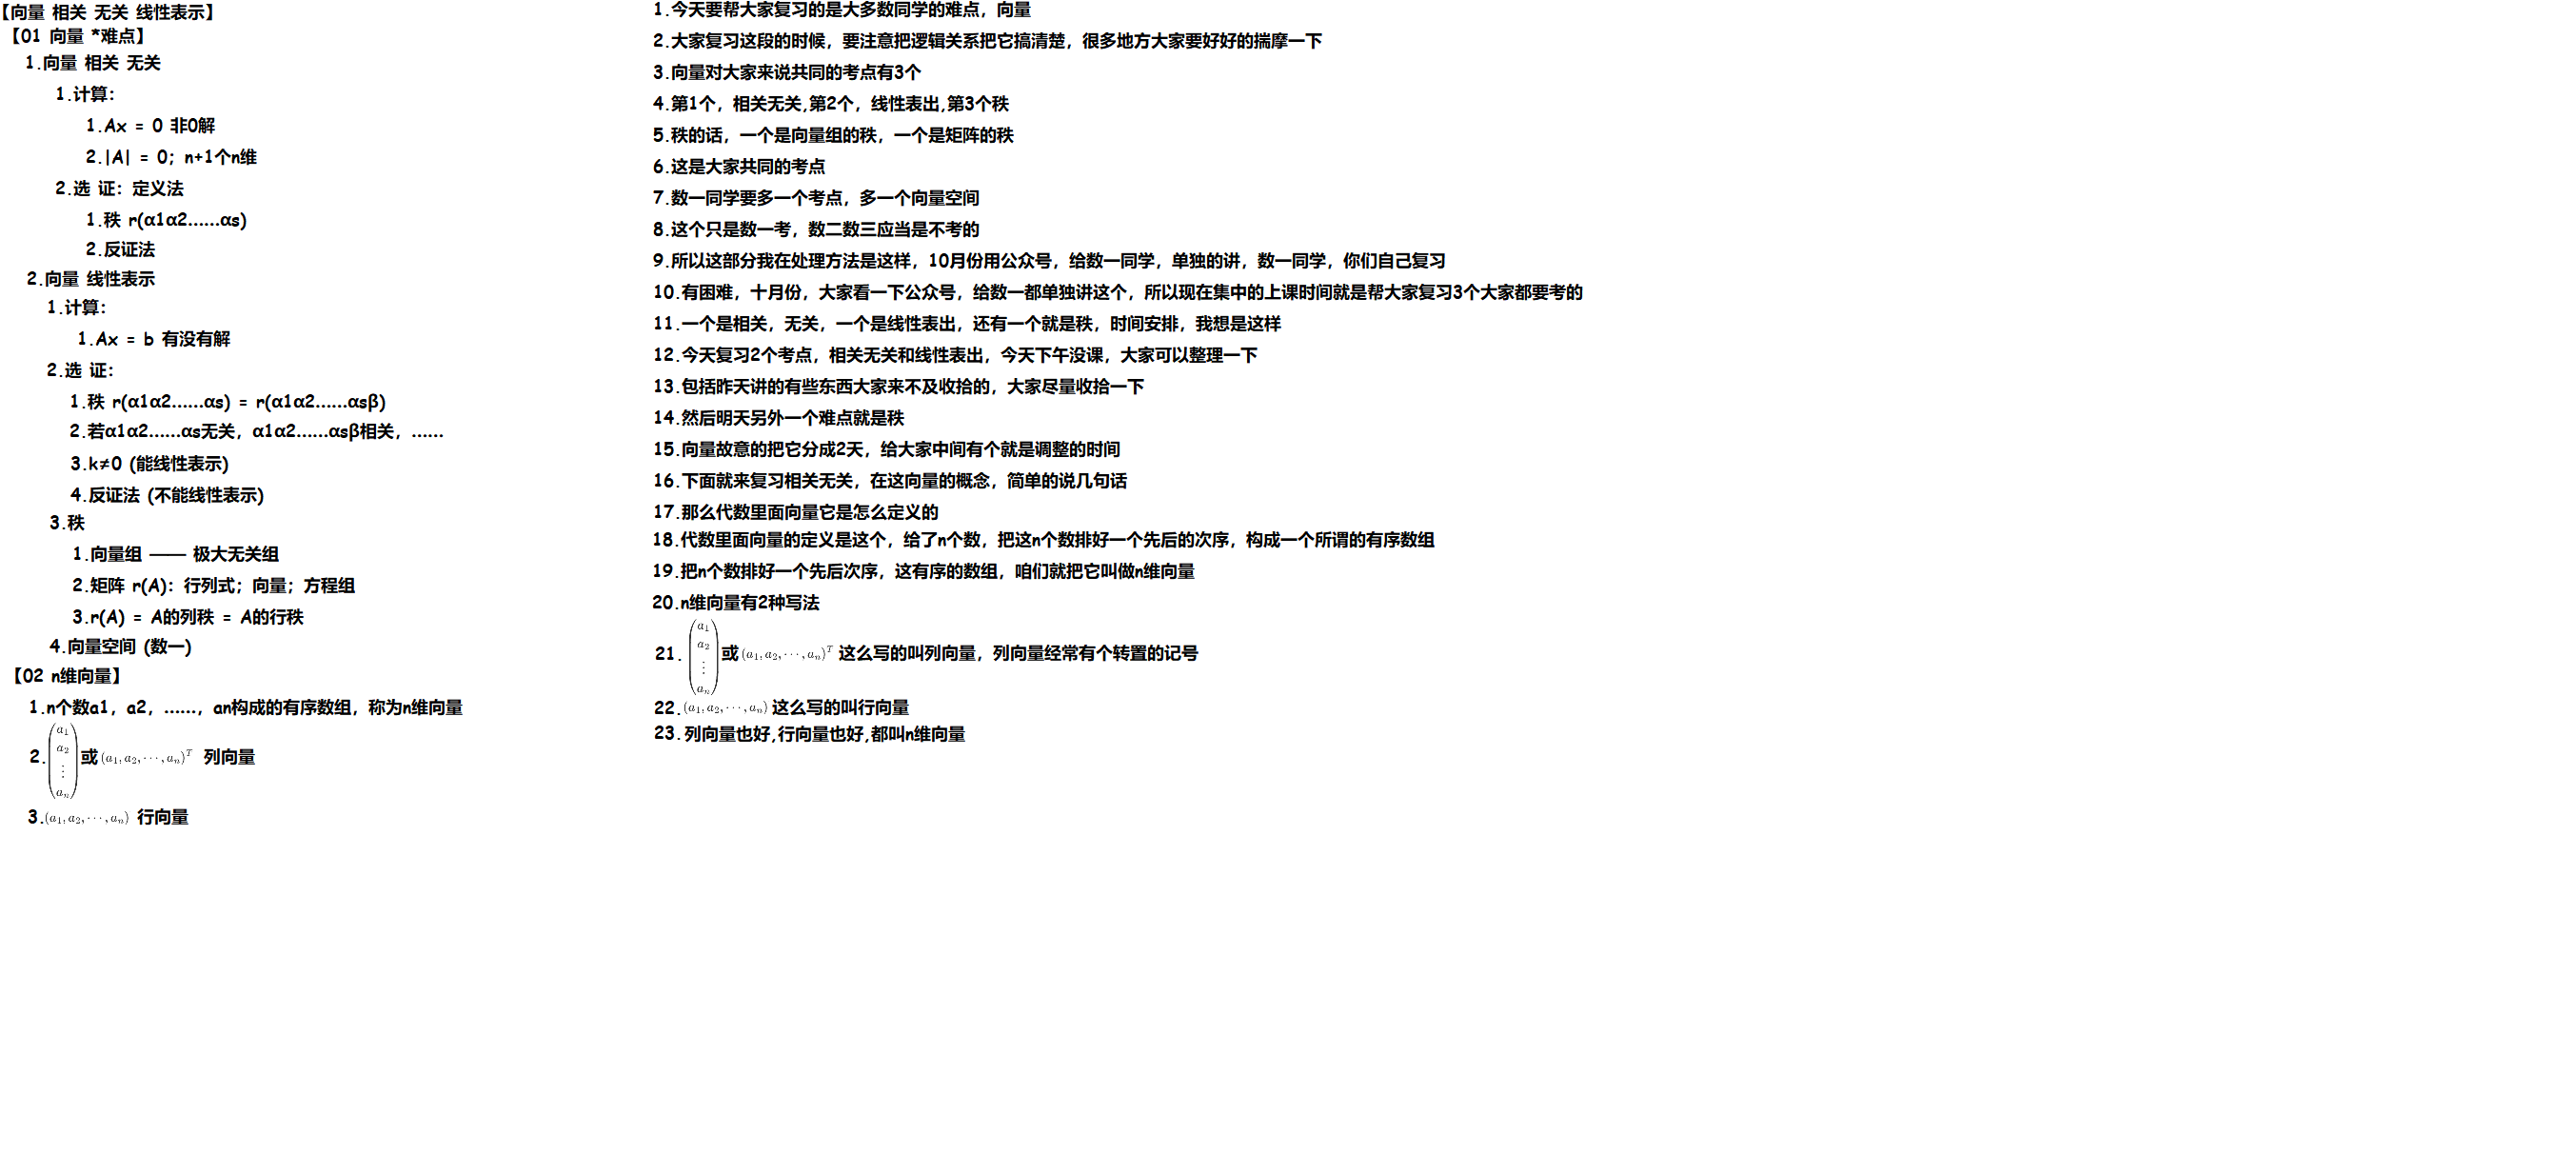 【向量 相关 无关 线性表示】
【01 向量 *难点】
1.向量 相关 无关
1.计算：
1.Ax = 0 非0解
2.|A| = 0；n+1个n维
2.选 证：定义法
1.秩 r(α1α2......αs)
2.反证法
2.向量 线性表示
1.计算：
1.Ax = b 有没有解
2.选 证：
1.秩 r(α1α2......αs) = r(α1α2......αsβ)
2.若α1α2......αs无关，α1α2......αsβ相关，......
3.k≠0 (能线性表示)
4.反证法 (不能线性表示)
3.秩
1.向量组 —— 极大无关组
2.矩阵 r(A)：行列式；向量；方程组
3.r(A) = A的列秩 = A的行秩
4.向量空间 (数一)
【02 n维向量】
1.n个数a1，a2，......，an构成的有序数组，称为n维向量
2.(a₁ a₂ ⋮ aₙ)或(a₁,a₂,⋯,aₙ)ᵀ 列向量
3.(a₁,a₂,⋯,aₙ) 行向量
1.今天要帮大家复习的是大多数同学的难点，向量
2.大家复习这段的时候，要注意把逻辑关系把它搞清楚，很多地方大家要好好的揣摩一下
3.向量对大家来说共同的考点有3个
4.第1个，相关无关,第2个，线性表出,第3个秩
5.秩的话，一个是向量组的秩，一个是矩阵的秩
6.这是大家共同的考点
7.数一同学要多一个考点，多一个向量空间
8.这个只是数一考，数二数三应当是不考的
9.所以这部分我在处理方法是这样，10月份用公众号，给数一同学，单独的讲，数一同学，你们自己复习
10.有困难，十月份，大家看一下公众号，给数一都单独讲这个，所以现在集中的上课时间就是帮大家复习3个大家都要考的
11.一个是相关，无关，一个是线性表出，还有一个就是秩，时间安排，我想是这样
12.今天复习2个考点，相关无关和线性表出，今天下午没课，大家可以整理一下
13.包括昨天讲的有些东西大家来不及收拾的，大家尽量收拾一下
14.然后明天另外一个难点就是秩
15.向量故意的把它分成2天，给大家中间有个就是调整的时间
16.下面就来复习相关无关，在这向量的概念，简单的说几句话
17.那么代数里面向量它是怎么定义的
18.代数里面向量的定义是这个，给了n个数，把这n个数排好一个先后的次序，构成一个所谓的有序数组
19.把n个数排好一个先后次序，这有序的数组，咱们就把它叫做n维向量
20.n维向量有2种写法
21.(a₁ a₂ ⋮ aₙ)或(a₁,a₂,⋯,aₙ)ᵀ 这么写的叫列向量，列向量经常有个转置的记号
22.(a₁,a₂,⋯,aₙ) 这么写的叫行向量
23.列向量也好,行向量也好,都叫n维向量